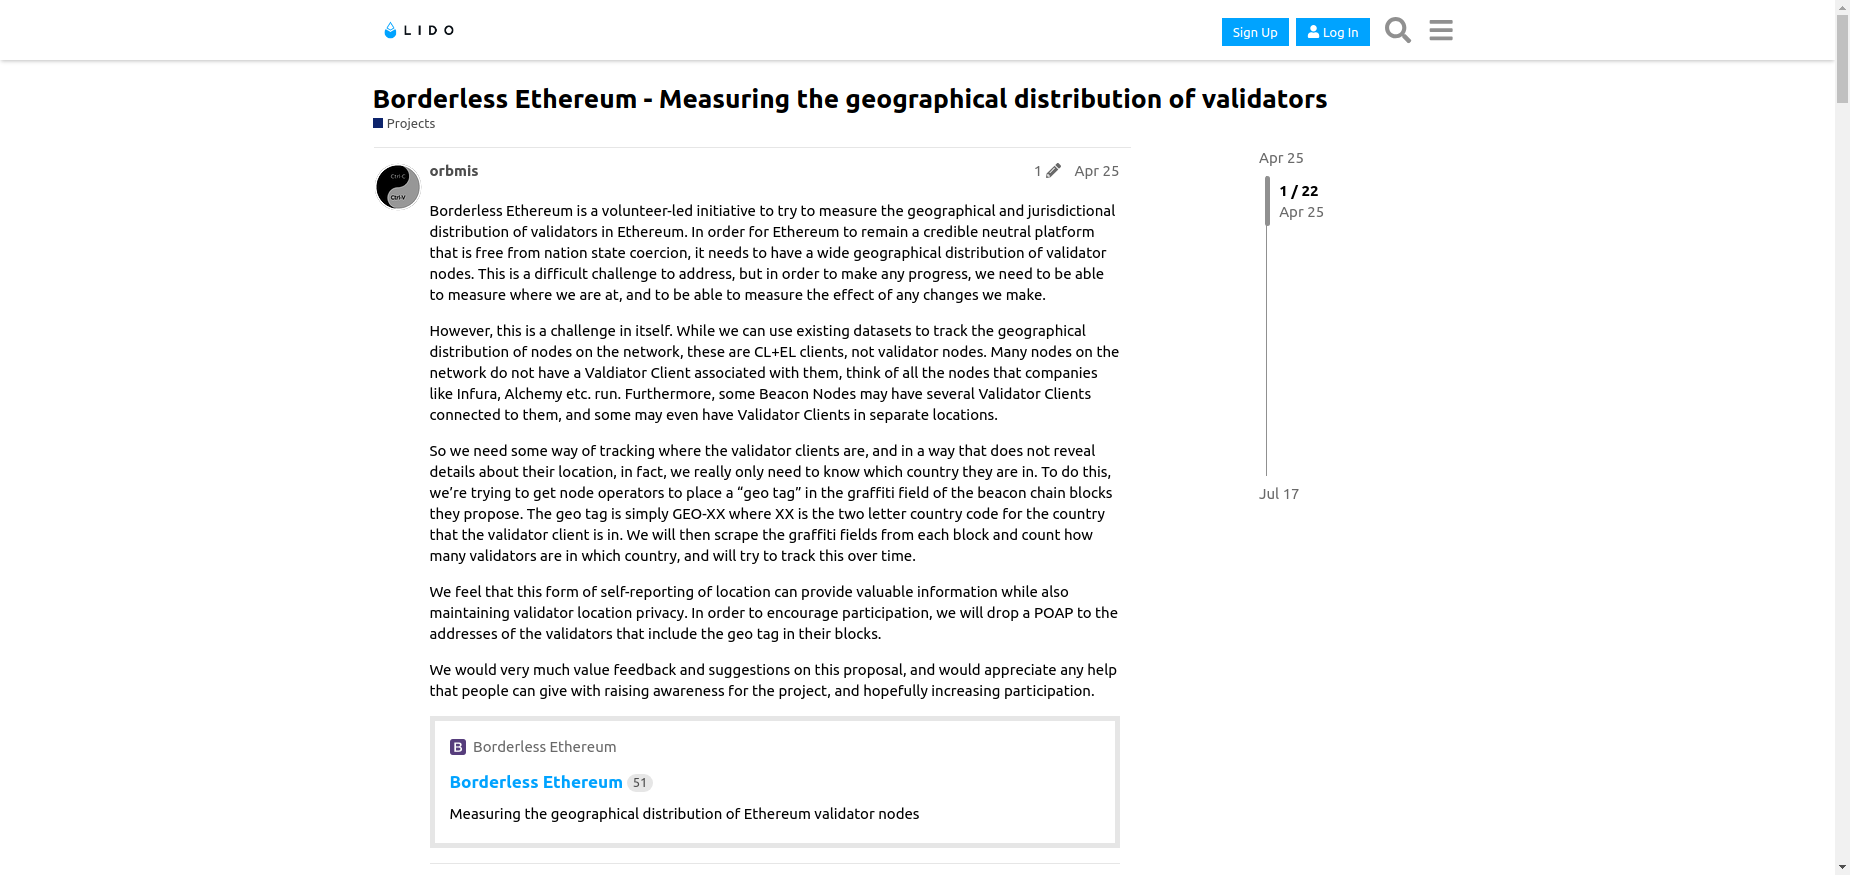 LIDO
Sign Up
Log In
Borderless Ethereum - Measuring the geographical distribution of validators
Projects
Ctrl-C
Ctrl-V
orbmis
1
Apr 25
Borderless Ethereum is a volunteer-led initiative to try to measure the geographical and jurisdictional
distribution of validators in Ethereum. In order for Ethereum to remain a credible neutral platform
that is free from nation state coercion, it needs to have a wide geographical distribution of validator
nodes. This is a difficult challenge to address, but in order to make any progress, we need to be able
to measure where we are at, and to be able to measure the effect of any changes we make.
However, this is a challenge in itself. While we can use existing datasets to track the geographical
distribution of nodes on the network, these are CL+EL clients, not validator nodes. Many nodes on the
network do not have a Valdiator Client associated with them, think of all the nodes that companies
like Infura, Alchemy etc. run. Furthermore, some Beacon Nodes may have several Validator Clients
connected to them, and some may even have Validator Clients in separate locations.
So we need some way of tracking where the validator clients are, and in a way that does not reveal
details about their location, in fact, we really only need to know which country they are in. To do this,
we’re trying to get node operators to place a “geo tag” in the graffiti field of the beacon chain blocks
they propose. The geo tag is simply GEO-XX where XX is the two letter country code for the country
that the validator client is in. We will then scrape the graffiti fields from each block and count how
many validators are in which country, and will try to track this over time.
We feel that this form of self-reporting of location can provide valuable information while also
maintaining validator location privacy. In order to encourage participation, we will drop a POAP to the
addresses of the validators that include the geo tag in their blocks.
We would very much value feedback and suggestions on this proposal, and would appreciate any help
that people can give with raising awareness for the project, and hopefully increasing participation.
B Borderless Ethereum
Borderless Ethereum 51
Measuring the geographical distribution of Ethereum validator nodes
Apr 25
1 / 22
Apr 25
Jul 17